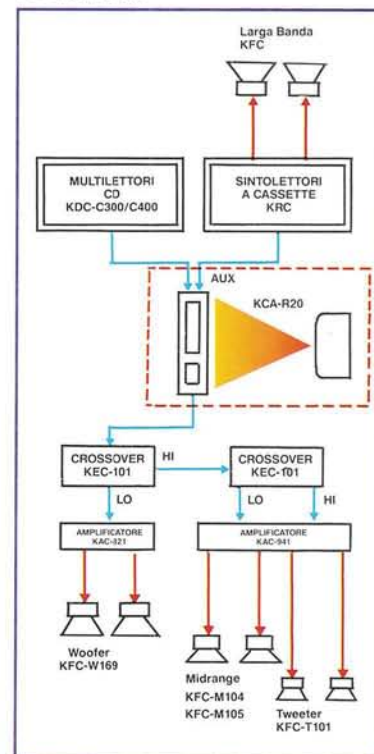 Larga Banda
KFC
MULTILETTORI
CD
KDC-C300/C400
SINTOLETTORI
A CASSETTE
KRC
AUX
KCA-R20
CROSSOVER
KEC-101
HI
CROSSOVER
KEC-101
LO
LO
HI
AMPLIFICATORE
KAC-821
AMPLIFICATORE
KAC-941
Woofer
KFC-W169
Midrange
KFC-M104
KFC-M105
Tweeter
KFC-T101